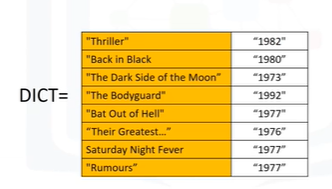 "Thriller" "1982"
"Back in Black "1980"
"The Dark Side of the Moon" "1973"
DICT= "The Bodyguard" "1992"
"Bat Out of Hell" "1977"
"Their Greatest..." "1976"
Saturday Night Fever "1977"
"Rumours" "1977"